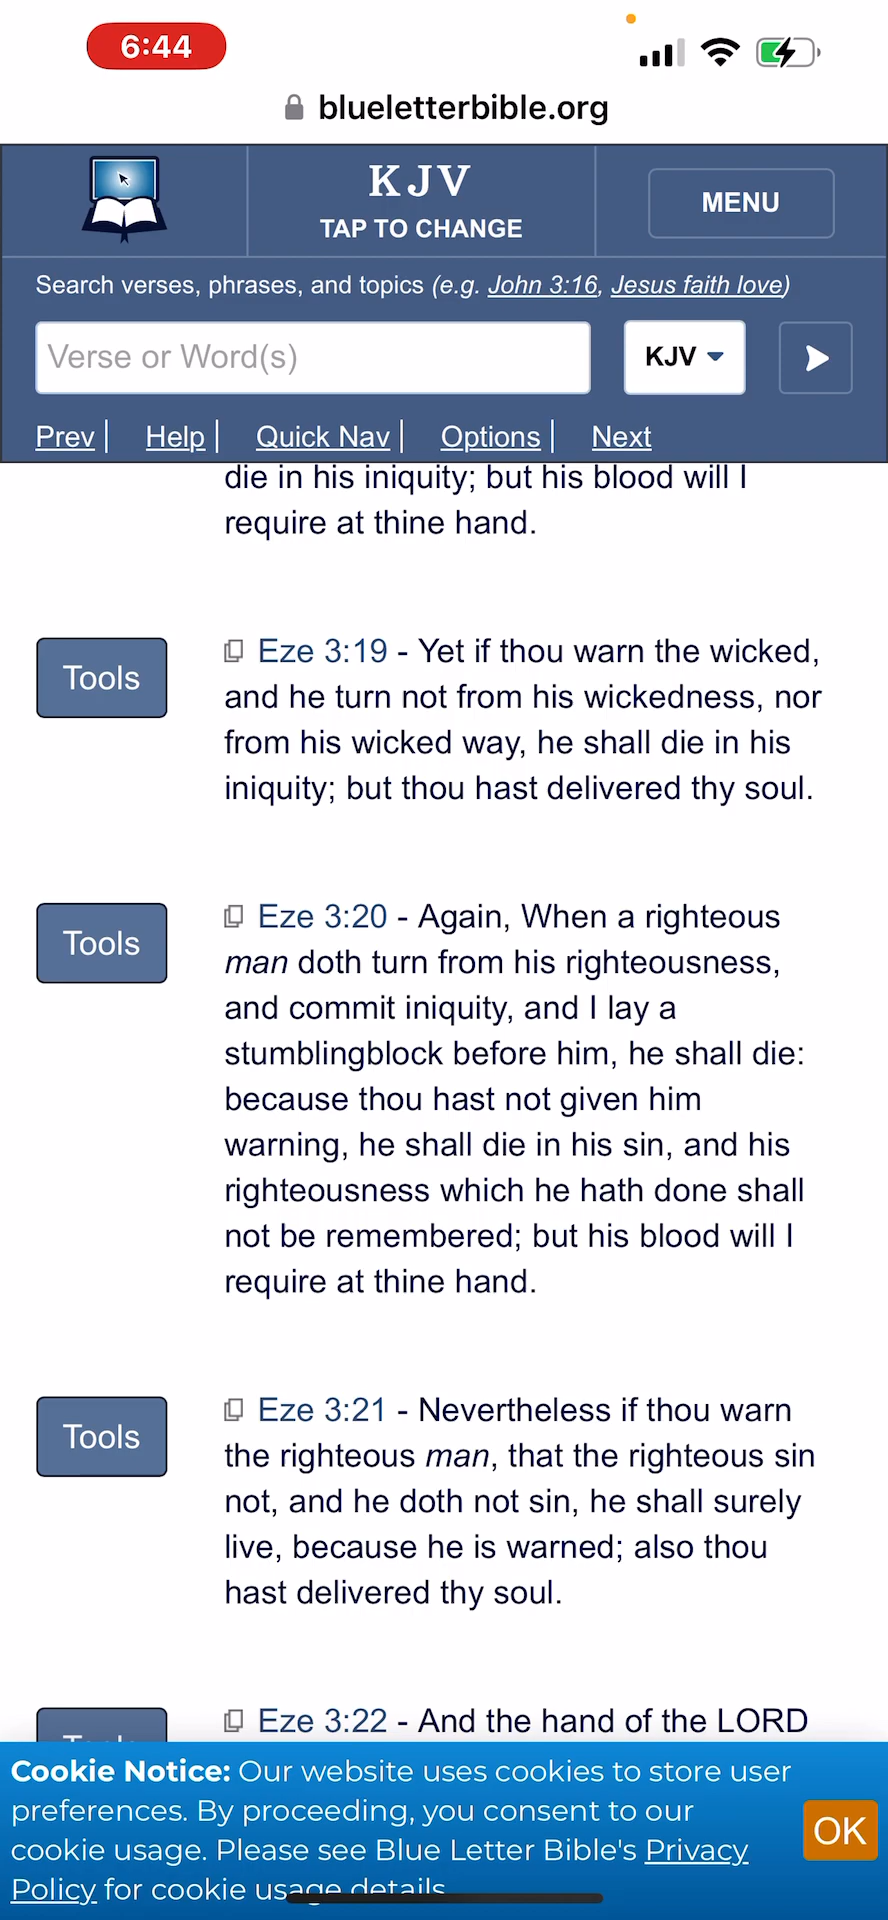 6:44
blueletterbible.org
KJV
TAP TO CHANGE
MENU
Search verses, phrases, and topics (e.g. John 3:16, Jesus faith love)
Verse or Word(s)
KJV
Prev | Help | Quick Nav | Options | Next
die in his iniquity; but his blood will I
require at thine hand.
Tools
Eze 3:19 - Yet if thou warn the wicked,
and he turn not from his wickedness, nor
from his wicked way, he shall die in his
iniquity; but thou hast delivered thy soul.
Tools
Eze 3:20 - Again, When a righteous
man doth turn from his righteousness,
and commit iniquity, and I lay a
stumblingblock before him, he shall die:
because thou hast not given him
warning, he shall die in his sin, and his
righteousness which he hath done shall
not be remembered; but his blood will I
require at thine hand.
Tools
Eze 3:21 - Nevertheless if thou warn
the righteous man, that the righteous sin
not, and he doth not sin, he shall surely
live, because he is warned; also thou
hast delivered thy soul.
Tools
Eze 3:22 - And the hand of the LORD
Cookie Notice: Our website uses cookies to store user
preferences. By proceeding, you consent to our
cookie usage. Please see Blue Letter Bible's Privacy
Policy for cookie usage details
OK